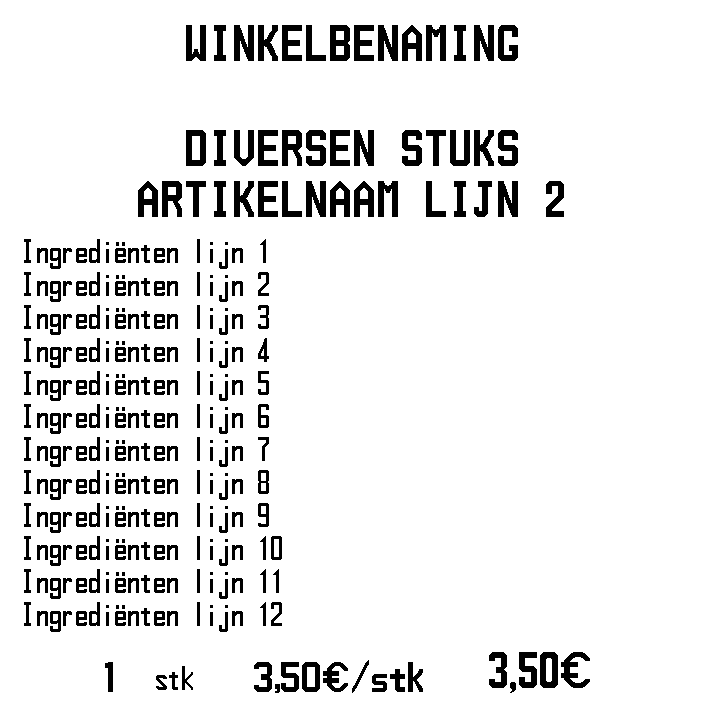 WINKELBENAMING
DIVERSEN STUKS
ARTIKELNAAM LIJN 2
Ingrediënten lijn 1
Ingrediënten lijn 2
Ingrediënten lijn 3
Ingrediënten lijn 4
Ingrediënten lijn 5
Ingrediënten lijn 6
Ingrediënten lijn 7
Ingrediënten lijn 8
Ingrediënten lijn 9
Ingrediënten lijn 10
Ingrediënten lijn 11
Ingrediënten lijn 12
1 stk 3,50€/stk 3,50€